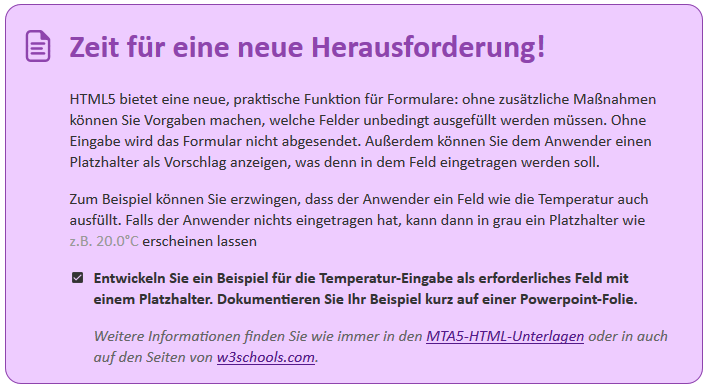 Zeit für eine neue Herausforderung!
HTML5 bietet eine neue, praktische Funktion für Formulare: ohne zusätzliche Maßnahmen
können Sie Vorgaben machen, welche Felder unbedingt ausgefüllt werden müssen. Ohne
Eingabe wird das Formular nicht abgesendet. Außerdem können Sie dem Anwender einen
Platzhalter als Vorschlag anzeigen, was denn in dem Feld eingetragen werden soll.
Zum Beispiel können Sie erzwingen, dass der Anwender ein Feld wie die Temperatur auch
ausfüllt. Falls der Anwender nichts eingetragen hat, kann dann in grau ein Platzhalter wie
z.B. 20.0°C erscheinen lassen
Entwickeln Sie ein Beispiel für die Temperatur-Eingabe als erforderliches Feld mit
einem Platzhalter. Dokumentieren Sie Ihr Beispiel kurz auf einer Powerpoint-Folie.
Weitere Informationen finden Sie wie immer in den MTA5-HTML-Unterlagen oder in auch
auf den Seiten von w3schools.com.